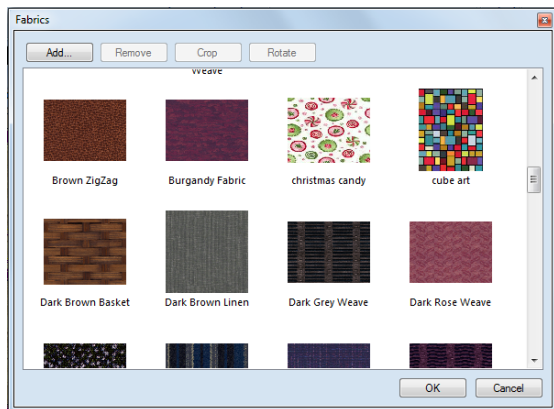 Fabrics
Add... Remove Crop Rotate
Weave
Brown ZigZag Burgandy Fabric christmas candy cube art
Dark Brown Basket Dark Brown Linen Dark Grey Weave Dark Rose Weave
OK Cancel